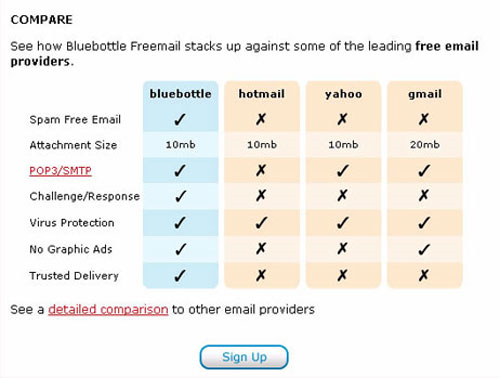 COMPARE
See how Bluebottle Freemail stacks up against some of the leading free email
providers.
bluebottle hotmail yahoo gmail
Spam Free Email ✓ ✗ ✗ ✗
Attachment Size 10mb 10mb 10mb 20mb
POP3/SMTP ✓ ✗ ✓ ✓
Challenge/Response ✓ ✗ ✗ ✗
Virus Protection ✓ ✓ ✓ ✓
No Graphic Ads ✓ ✗ ✗ ✓
Trusted Delivery ✓ ✗ ✗ ✗
See a detailed comparison to other email providers
Sign Up